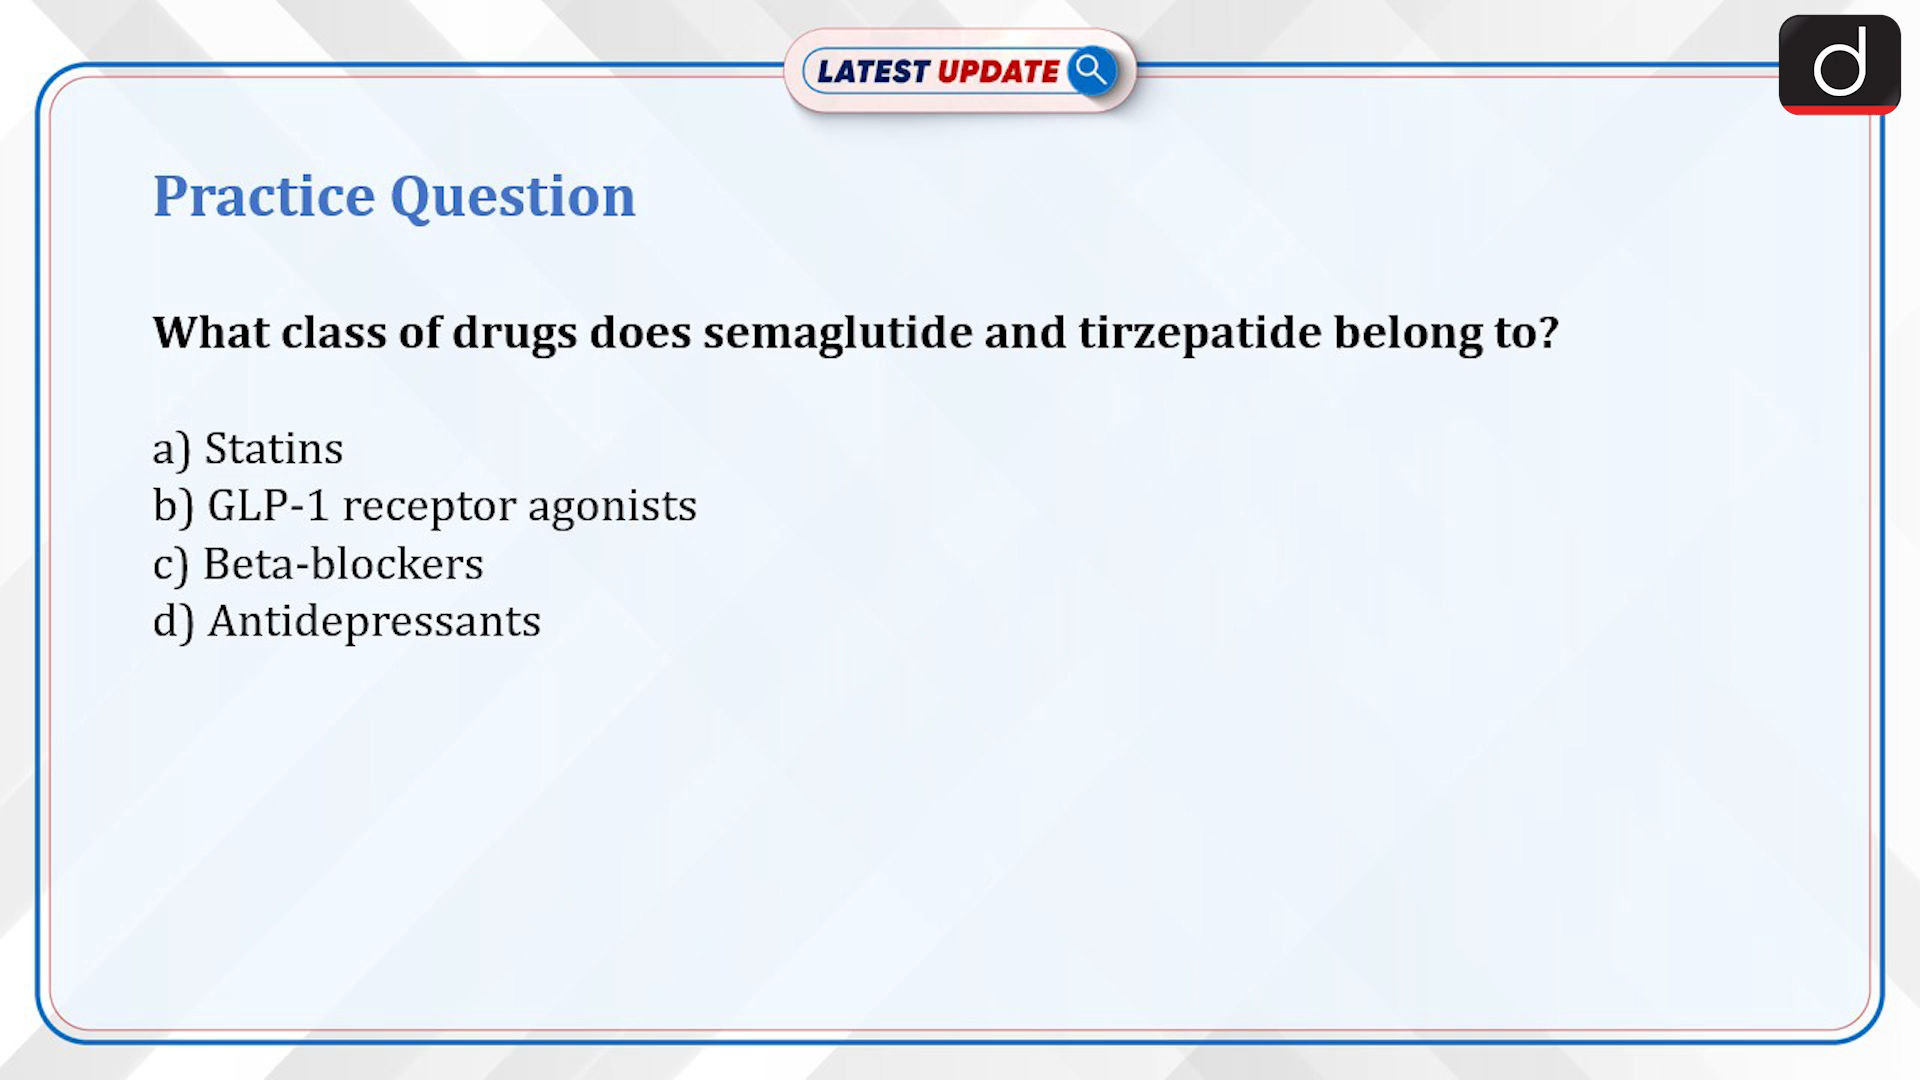 LATEST UPDATE
d
Practice Question
What class of drugs does semaglutide and tirzepatide belong to?
a) Statins
b) GLP-1 receptor agonists
c) Beta-blockers
d) Antidepressants